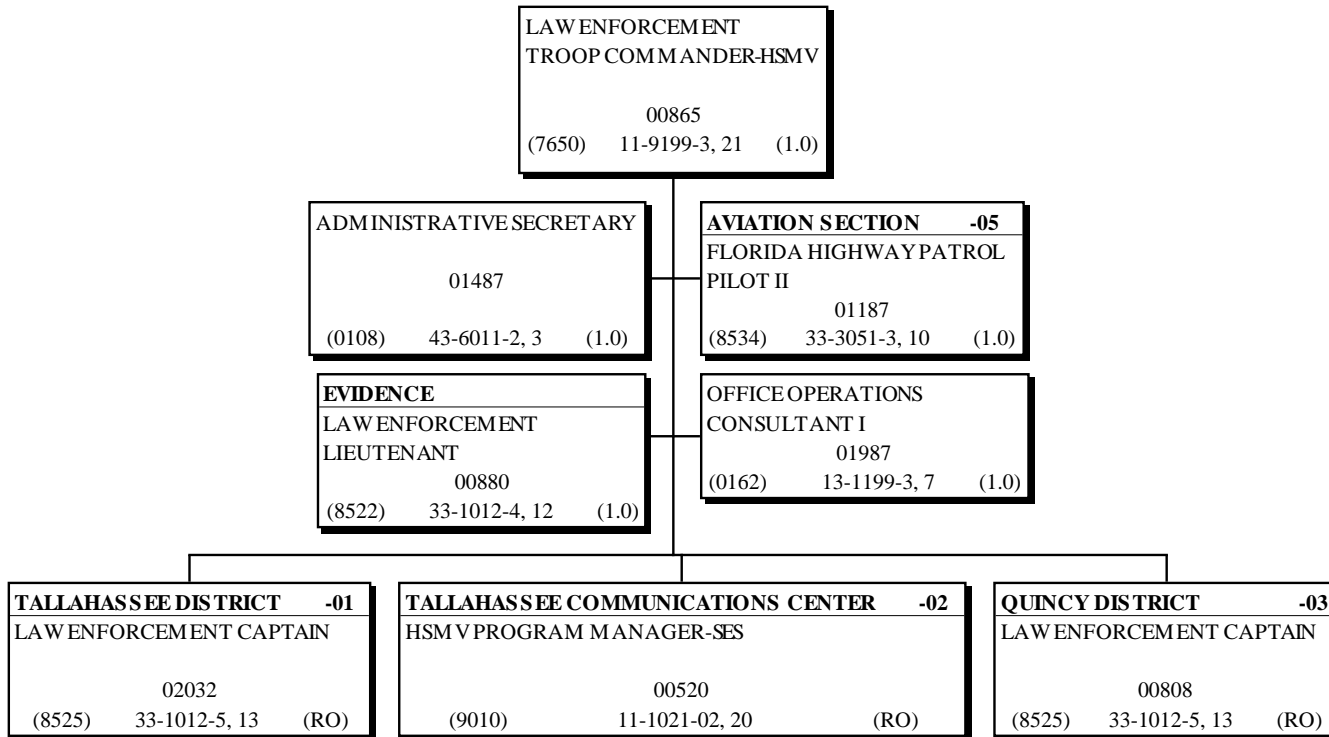 LAW ENFORCEMENT
TROOP COMMANDER-HSMV
00865
(7650) 11-9199-3, 21 (1.0)
ADMINISTRATIVE SECRETARY
01487
(0108) 43-6011-2, 3 (1.0)
AVIATION SECTION -05
FLORIDA HIGHWAY PATROL
PILOT II
01187
(8534) 33-3051-3, 10 (1.0)
EVIDENCE
LAW ENFORCEMENT
LIEUTENANT
00880
(8522) 33-1012-4, 12 (1.0)
OFFICE OPERATIONS
CONSULTANT I
01987
(0162) 13-1199-3, 7 (1.0)
TALLAHASSEE DISTRICT -01
LAW ENFORCEMENT CAPTAIN
02032
(8525) 33-1012-5, 13 (RO)
TALLAHASSEE COMMUNICATIONS CENTER -02
HSMV PROGRAM MANAGER-SES
00520
(9010) 11-1021-02, 20 (RO)
QUINCY DISTRICT -03
LAW ENFORCEMENT CAPTAIN
00808
(8525) 33-1012-5, 13 (RO)